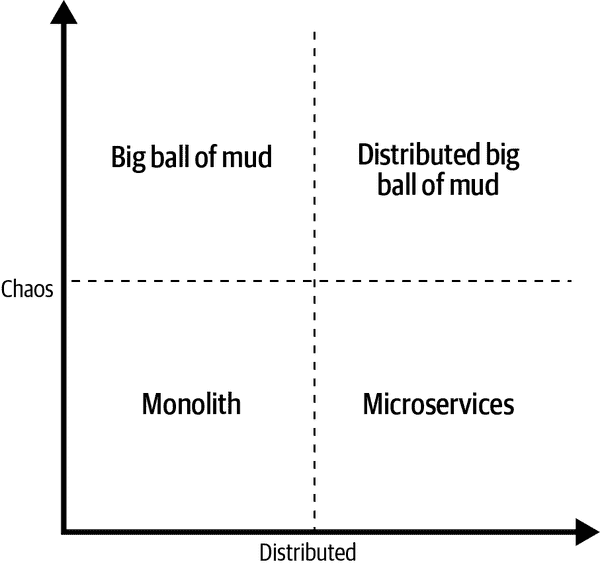 Big ball of mud
Distributed big
ball of mud
Chaos
Monolith
Microservices
Distributed